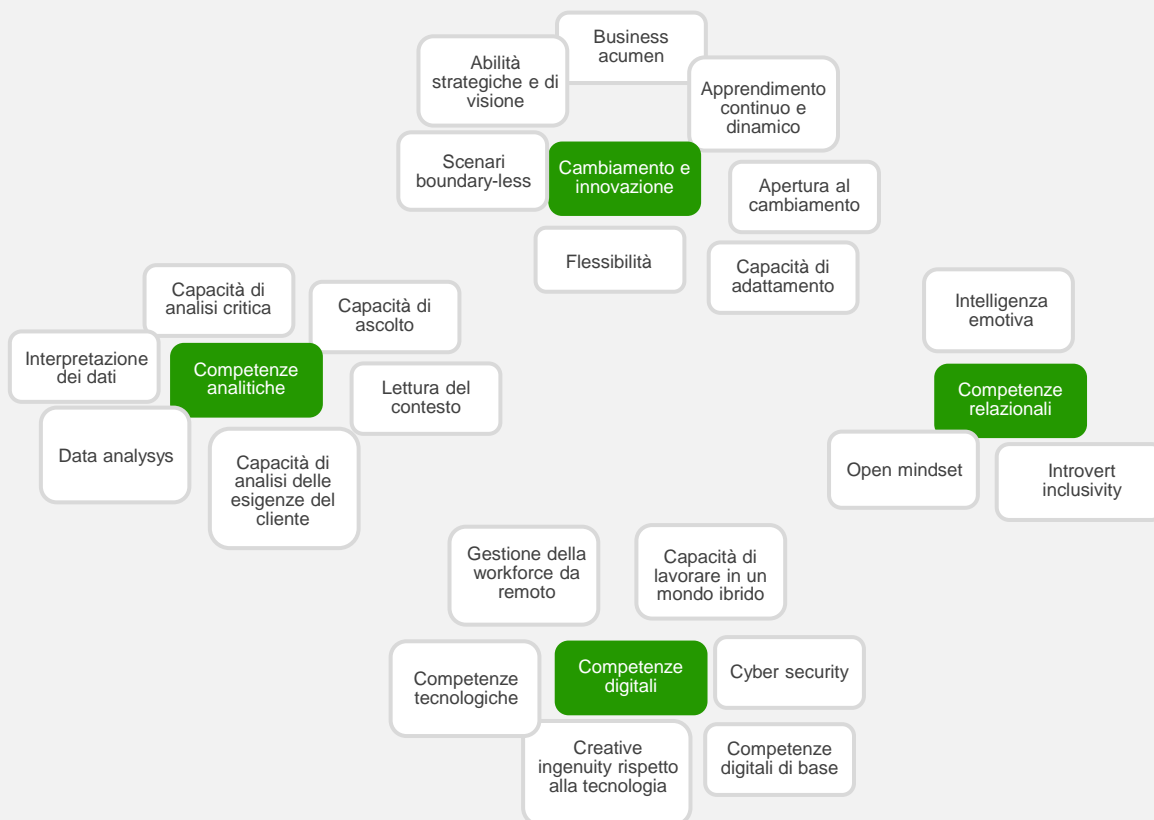 Business
acumen
Abilità
strategiche e di
visione
Apprendimento
continuo e
dinamico
Scenari
boundary-less
Cambiamento e
innovazione
Apertura al
cambiamento
Flessibilità
Capacità di
adattamento
Capacità di
analisi critica
Capacità di
ascolto
Interpretazione
dei dati
Competenze
analitiche
Lettura del
contesto
Data analysys
Capacità di
analisi delle
esigenze del
cliente
Intelligenza
emotiva
Competenze
relazionali
Open mindset
Introvert
inclusivity
Gestione della
workforce da
remoto
Capacità di
lavorare in un
mondo ibrido
Competenze
tecnologiche
Competenze
digitali
Cyber security
Creative
ingenuity rispetto
alla tecnologia
Competenze
digitali di base